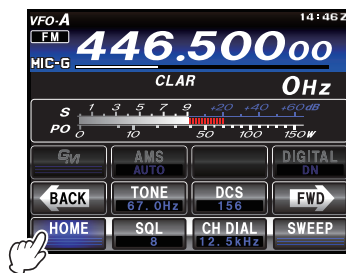 VFO-A 14:46Z
FM
446.50000
MIC-G
CLAR 0Hz
S 1 3 5 7 9 +20 +40 +60dB
PO 0 10 50 100 150W
GM AMS AUTO DIGITAL DN
BACK TONE 67.0Hz DCS 156 FWD
HOME SQL 8 CH DIAL 12.5kHz SWEEP